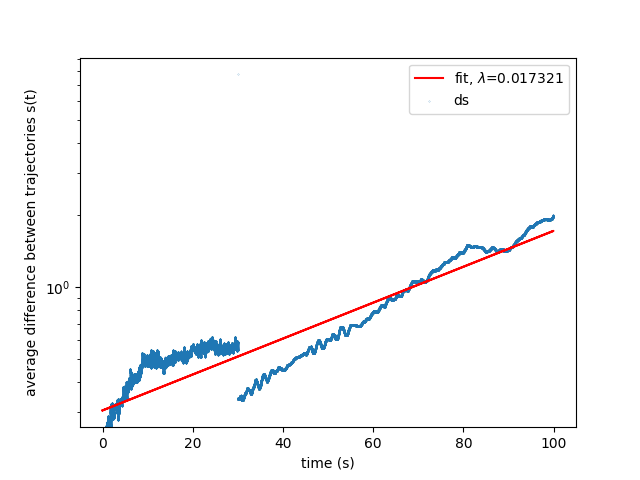 fit, λ=0.017321
ds
average difference between trajectories s(t)
10⁰
0 20 40 60 80 100
time (s)